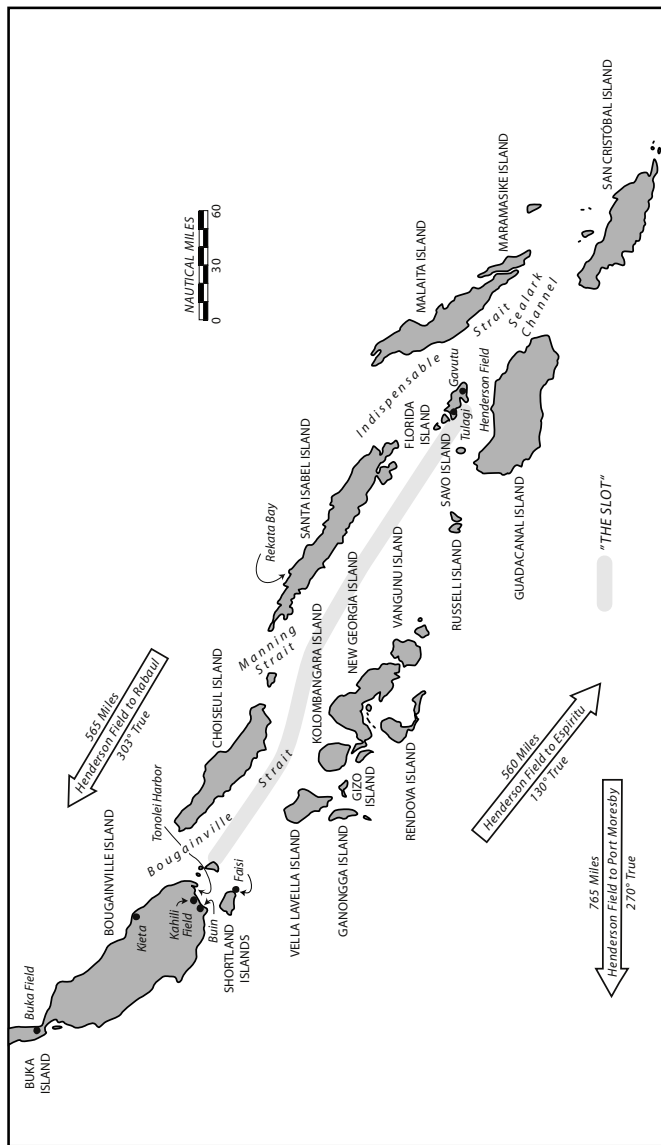 BUKA
ISLAND
Buka Field
BOUGAINVILLE ISLAND
Kieta
Kahili
Field
Buin
Tonolei Harbor
SHORTLAND
ISLANDS
Faisi
565 Miles
Henderson Field to Rabaul
303° True
CHOISEUL ISLAND
Bougainville
Strait
VELLA LAVELLA ISLAND
GANONGGA ISLAND
GIZO
ISLAND
KOLOMBANGARA ISLAND
NEW GEORGIA ISLAND
RENDOVA ISLAND
VANGUNU ISLAND
Manning
Strait
Rekata Bay
SANTA ISABEL ISLAND
NAUTICAL MILES
0
30
60
Indispensable
Strait
FLORIDA
ISLAND
SAVO ISLAND
Tulagi
Gavutu
Henderson Field
RUSSELL ISLAND
GUADACANAL ISLAND
MALAITA ISLAND
MARAMASIKE ISLAND
Sealark
Channel
SAN CRISTÓBAL ISLAND
"THE SLOT"
560 Miles
Henderson Field to Espiritu
130° True
765 Miles
Henderson Field to Port Moresby
270° True